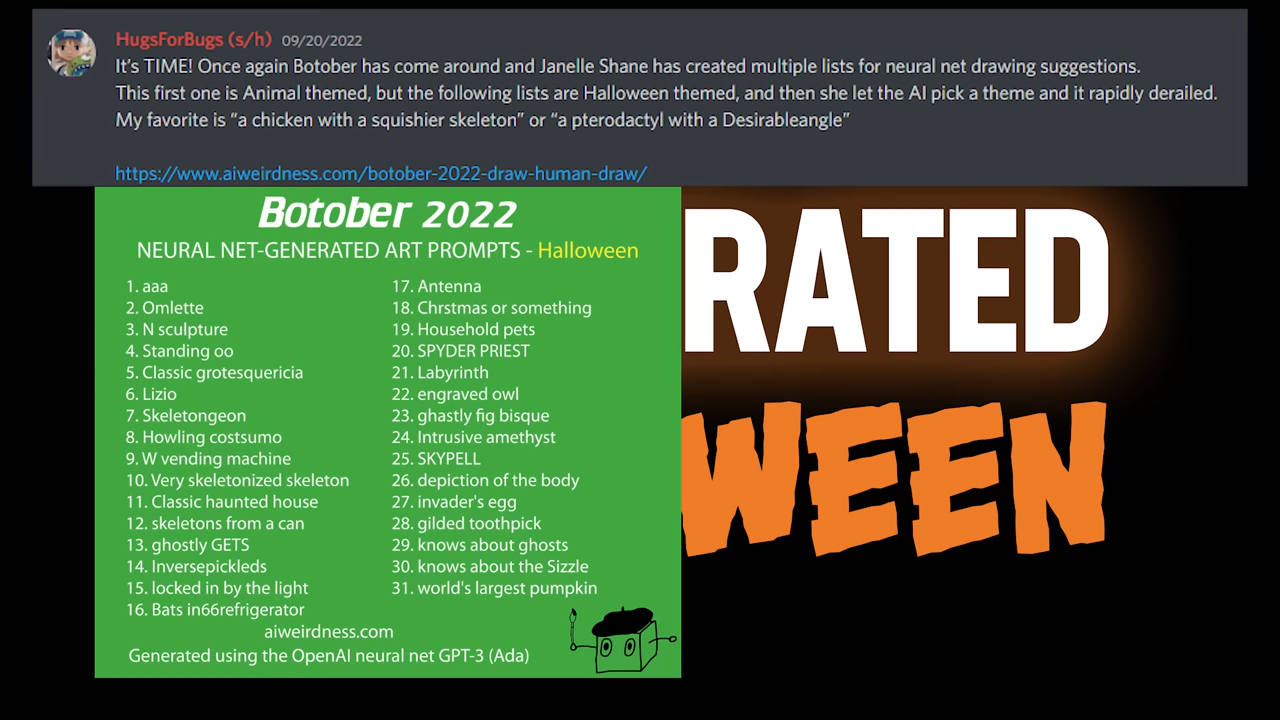 HugsForBugs (s/h) 09/20/2022
It's TIME! Once again Botober has come around and Janelle Shane has created multiple lists for neural net drawing suggestions.
This first one is Animal themed, but the following lists are Halloween themed, and then she let the AI pick a theme and it rapidly derailed.
My favorite is “a chicken with a squishier skeleton” or “a pterodactyl with a Desirableangle”
https://www.aiweirdness.com/botober-2022-draw-human-draw/
Botober 2022
NEURAL NET-GENERATED ART PROMPTS - Halloween
1. aaa
2. Omlette
3. N sculpture
4. Standing oo
5. Classic grotesquericia
6. Lizio
7. Skeletongeon
8. Howling costsumo
9. W vending machine
10. Very skeletonized skeleton
11. Classic haunted house
12. skeletons from a can
13. ghostly GETS
14. Inversepickleds
15. locked in by the light
16. Bats in66refrigerator
17. Antenna
18. Chrstmas or something
19. Household pets
20. SPYDER PRIEST
21. Labyrinth
22. engraved owl
23. ghastly fig bisque
24. Intrusive amethyst
25. SKYPELL
26. depiction of the body
27. invader's egg
28. gilded toothpick
29. knows about ghosts
30. knows about the Sizzle
31. world's largest pumpkin
aiweirdness.com
Generated using the OpenAI neural net GPT-3 (Ada)
RATED
WEEN